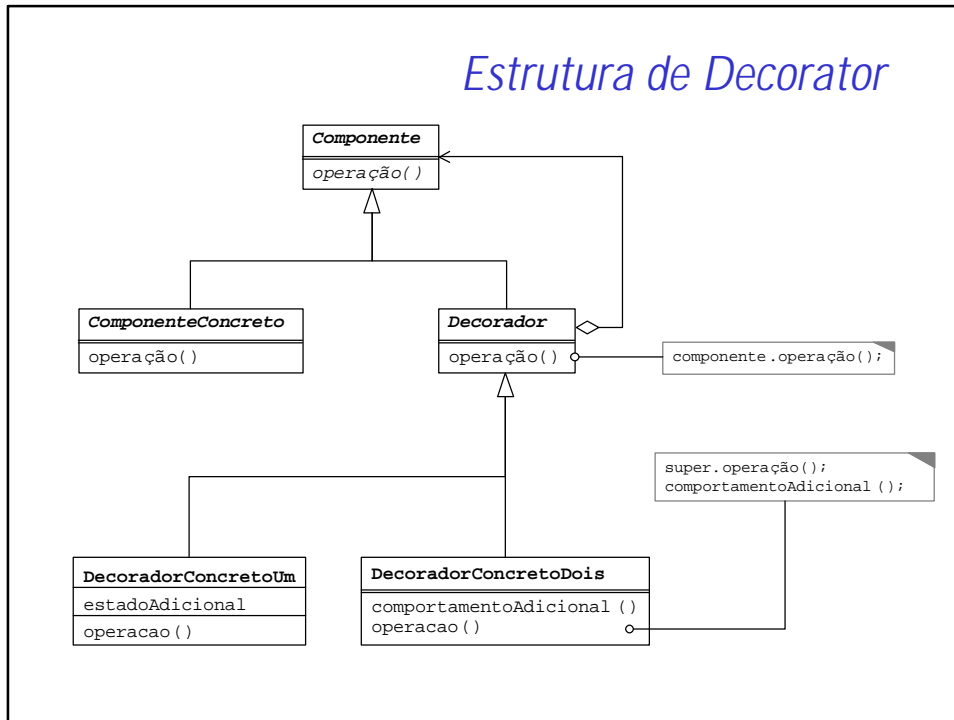 Estrutura de Decorator
Componente
operação()
ComponenteConcreto
operação()
Decorador
operação()
componente.operação();
super.operação();
comportamentoAdicional();
DecoradorConcretoUm
estadoAdicional
operacao()
DecoradorConcretoDois
comportamentoAdicional()
operacao()